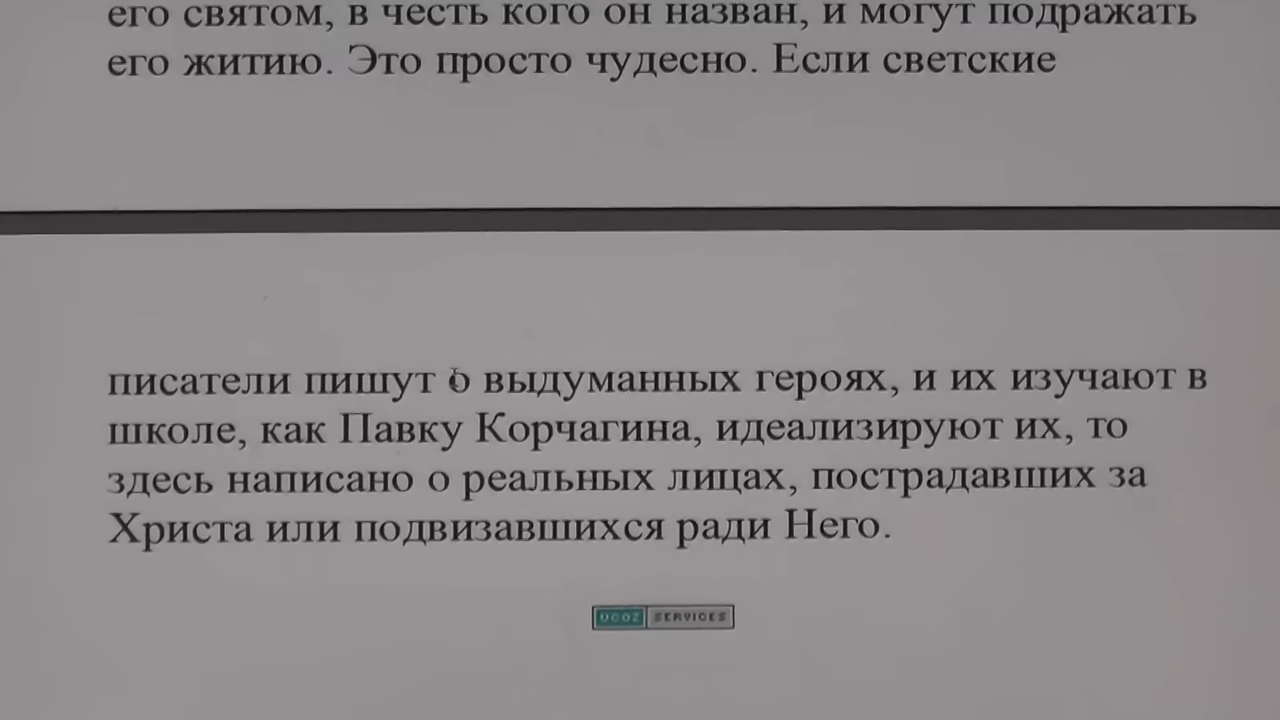 его святом, в честь кого он назван, и могут подражать
его житию. Это просто чудесно. Если светские
писатели пишут о выдуманных героях, и их изучают в
школе, как Павку Корчагина, идеализируют их, то
здесь написано о реальных лицах, пострадавших за
Христа или подвизавшихся ради Него.
UCOZ SERVICES